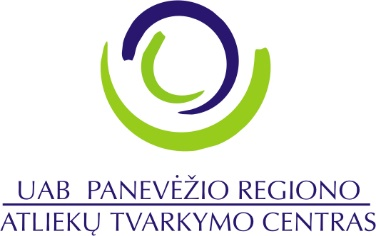 UAB PANEVĖŽIO REGIONO
ATLIEKŲ TVARKYMO CENTRAS